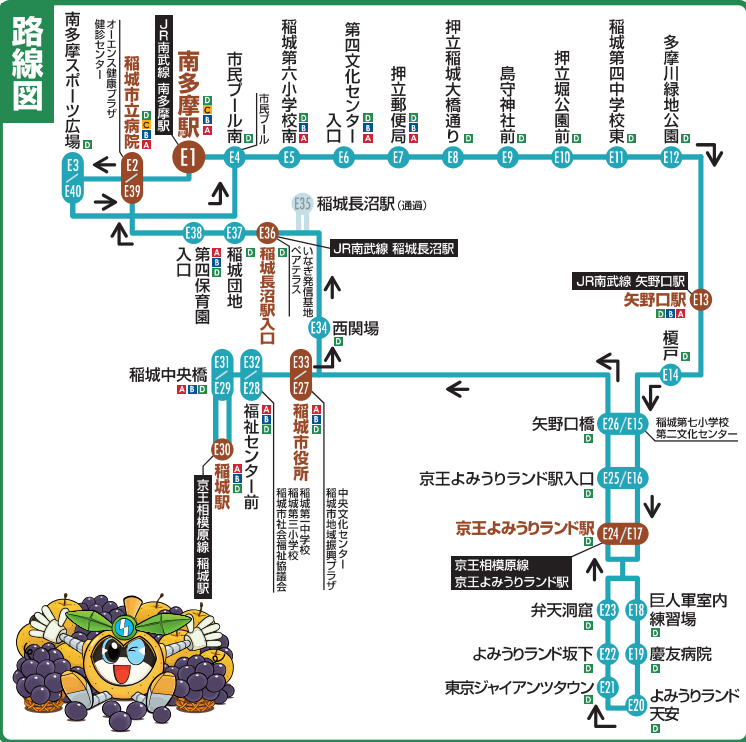 路線図
南多摩スポーツ広場
D
オーエンス健康プラザ
健診センター
稲城市立病院
D
C
B
A
JR南武線 南多摩駅
南多摩駅
D
C
B
A
市民プール南
D
市民プール
稲城第六小学校南
D
B
A
第四文化センター
入口
D
B
A
押立郵便局
D
B
A
押立稲城大橋通り
D
島守神社前
D
押立堀公園前
D
稲城第四中学校東
D
多摩川緑地公園
D
E3
E40
E2
E39
E1
E4
E5
E6
E7
E8
E9
E10
E11
E12
E35
稲城長沼駅(通過)
E38
E37
E36
JR南武線 稲城長沼駅
第四保育園
入口
A
B
D
稲城団地
D
稲城長沼駅入口
D
いなぎ発信基地
ペアテラス
JR南武線 矢野口駅
矢野口駅
E13
D
B
A
E34
西関場
D
榎戸
D
E14
稲城中央橋
A
B
D
E31
E29
E32
E28
E33
E27
E30
稲城駅
A
B
D
京王相模原線 稲城駅
福祉センター前
A
B
D
稲城市役所
A
B
D
稲城第一中学校
稲城第三小学校
稲城市社会福祉協議会
中央文化センター
稲城市地域振興プラザ
矢野口橋
D
E26/E15
稲城第七小学校
第二文化センター
京王よみうりランド駅入口
D
E25/E16
京王よみうりランド駅
D
E24/E17
京王相模原線
京王よみうりランド駅
弁天洞窟
D
E23
E18
巨人軍室内
練習場
D
よみうりランド坂下
D
E22
E19
慶友病院
D
東京ジャイアンツタウン
D
E21
E20
よみうりランド
天安
D